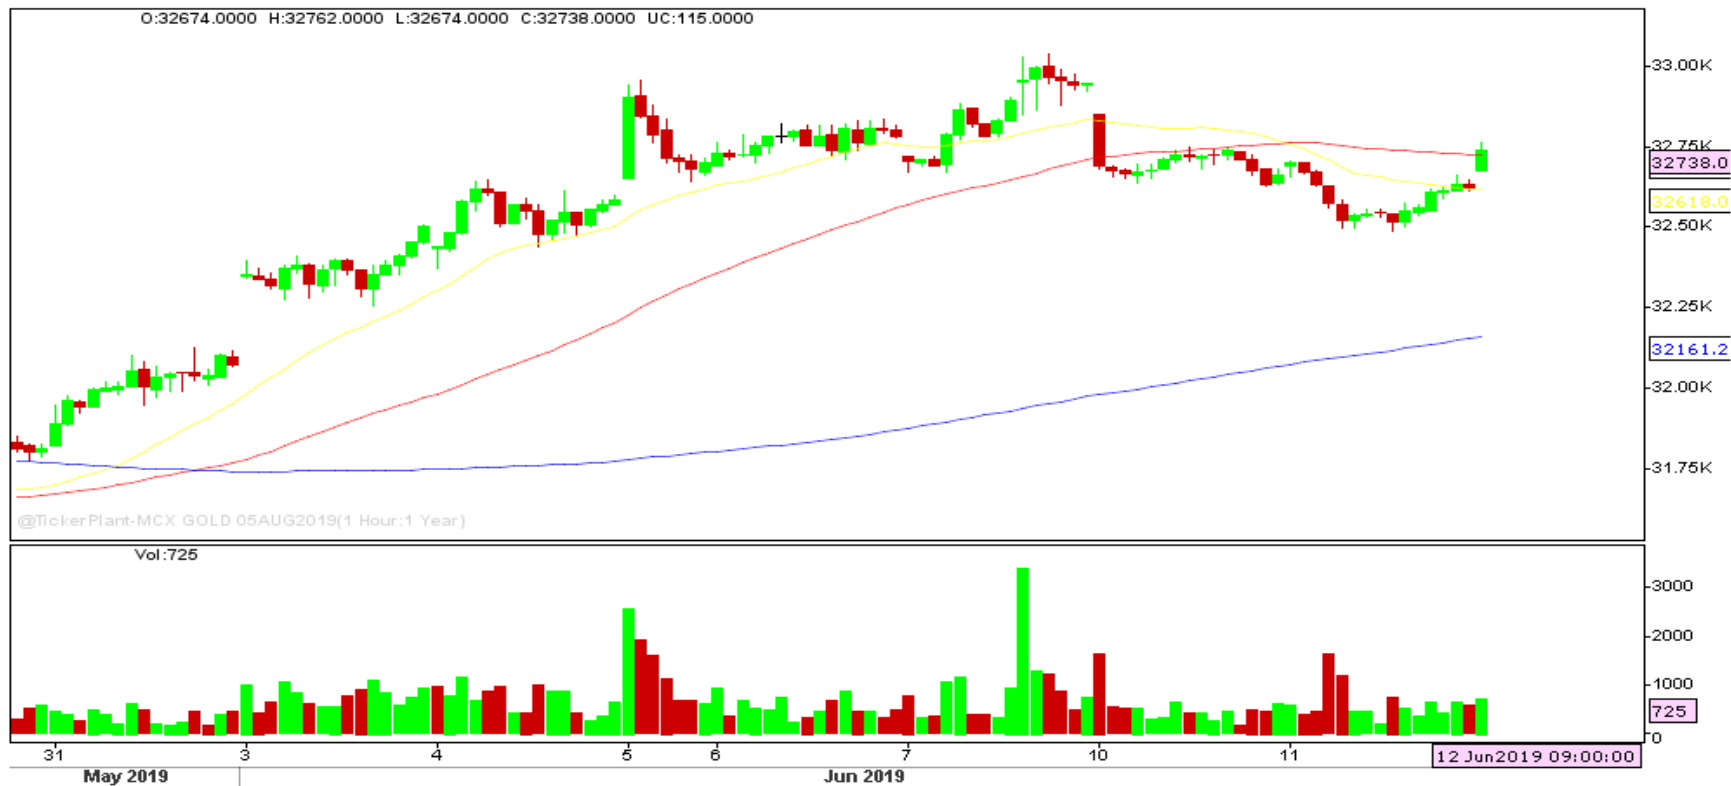 O:32674.0000 H:32762.0000 L:32674.0000 C:32738.0000 UC:115.0000
33.00K
32.75K
32738.0
32618.0
32.50K
32.25K
32161.2
32.00K
31.75K
@TickerPlant-MCX GOLD 05AUG2019(1 Hour:1 Year)
Vol:725
3000
2000
1000
725
0
31 3 4 5 6 7 10 11 12 Jun2019 09:00:00
May 2019 Jun 2019